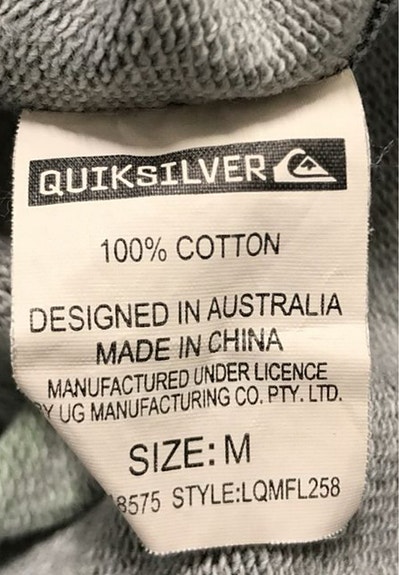 QUIKSILVER
100% COTTON
DESIGNED IN AUSTRALIA
MADE IN CHINA
MANUFACTURED UNDER LICENCE
BY UG MANUFACTURING CO. PTY. LTD.
SIZE: M
8575 STYLE:LQMFL258